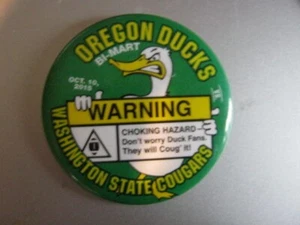 OREGON DUCKS
BI-MART
OCT. 10,
2015
WARNING
CHOKING HAZARD
Don't worry Duck Fans.
They will Coug' it!
WASHINGTON STATE COUGARS